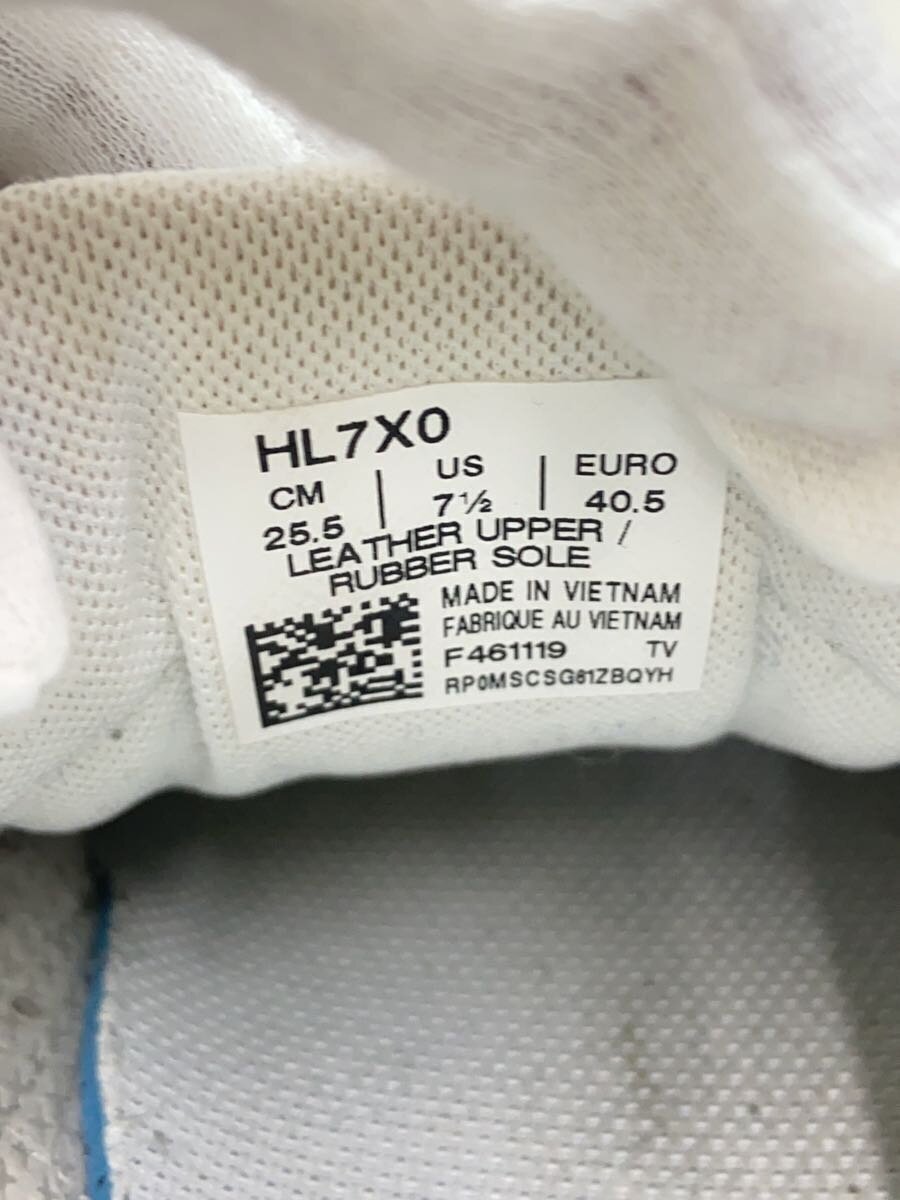 HL7X0
CM | US | EURO
25.5 | 7½ | 40.5
LEATHER UPPER /
RUBBER SOLE
MADE IN VIETNAM
FABRIQUE AU VIETNAM
F461119 TV
RP0MSCSG81ZBQYH